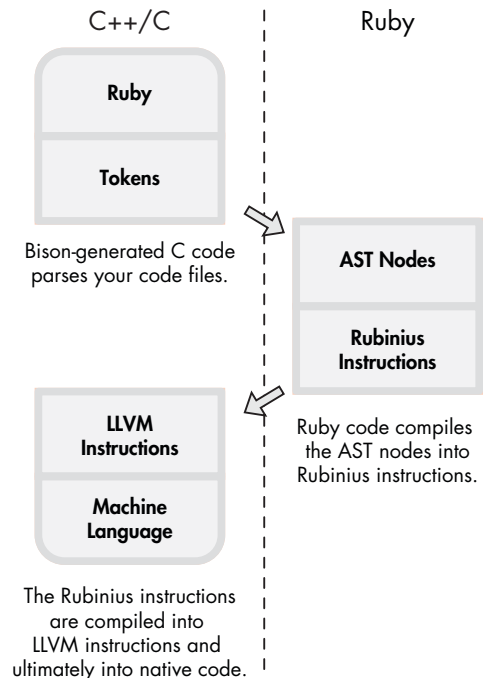 C++/C
Ruby
Ruby
Tokens
Bison-generated C code
parses your code files.
AST Nodes
Rubinius
Instructions
Ruby code compiles
the AST nodes into
Rubinius instructions.
LLVM
Instructions
Machine
Language
The Rubinius instructions
are compiled into
LLVM instructions and
ultimately into native code.